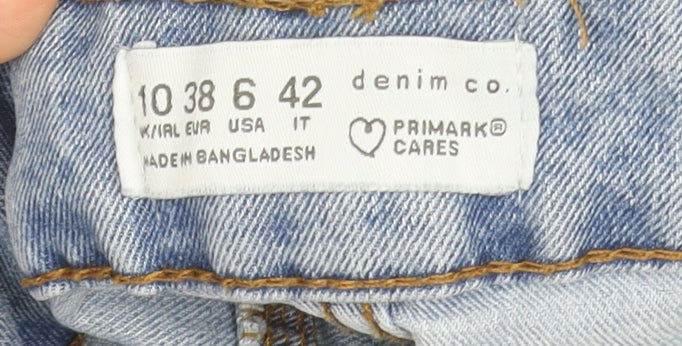 10 38 6 42
UK/IRL EUR USA IT
MADE IN BANGLADESH
denim co.
PRIMARK®
CARES